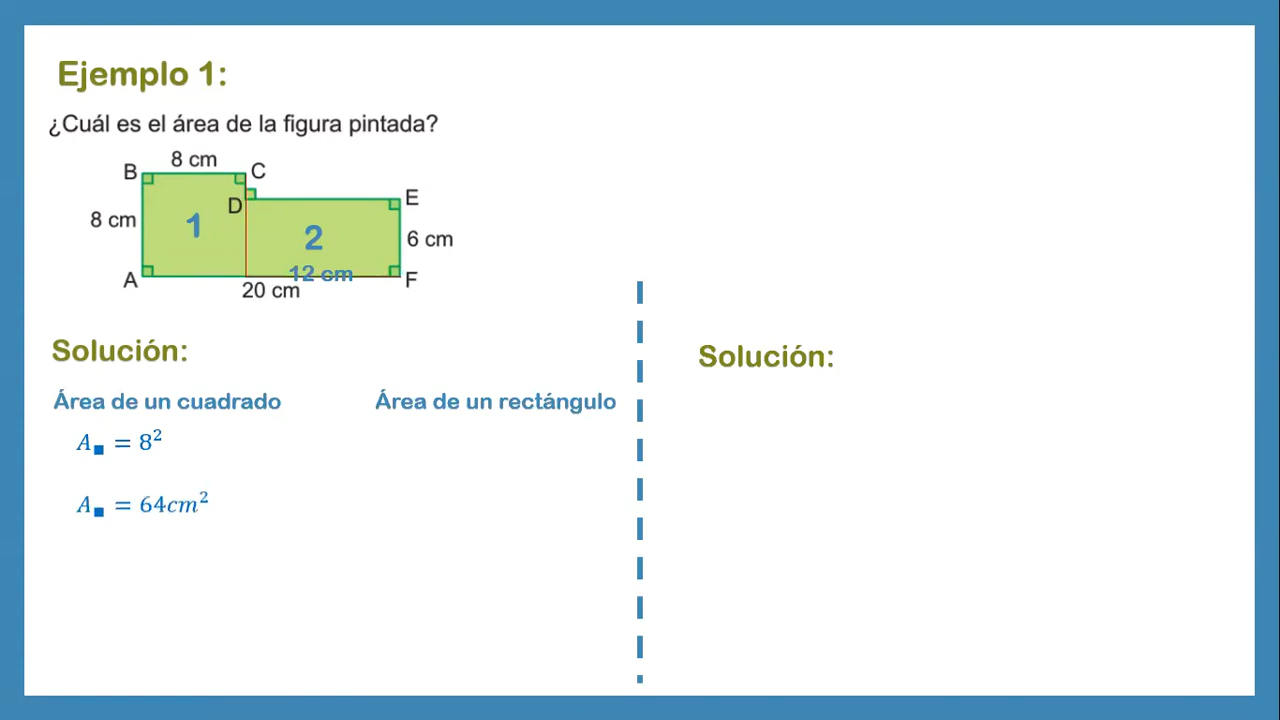 Ejemplo 1:
¿Cuál es el área de la figura pintada?
8 cm
B
C
D
E
8 cm
1
2
6 cm
12 cm
A
F
20 cm
Solución:
Área de un cuadrado
Área de un rectángulo
A■ = 8²
A■ = 64cm²
Solución: